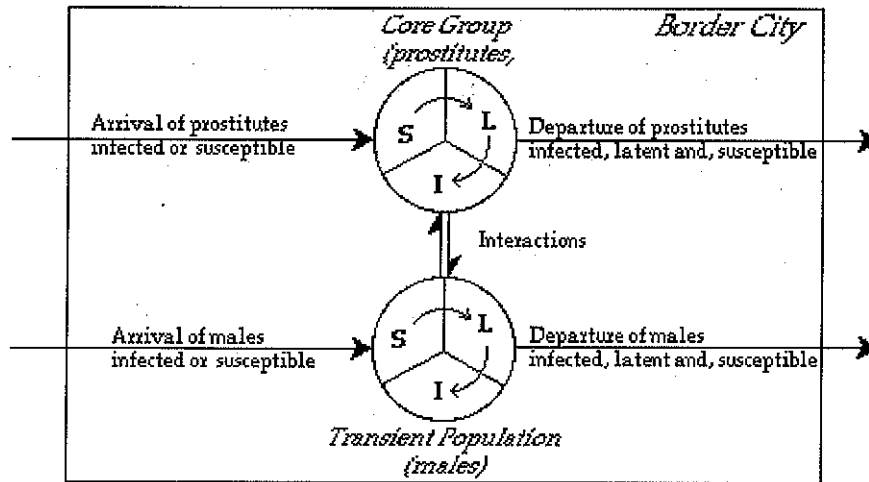 Core Group
(prostitutes,
Border City
S
L
I
Arrival of prostitutes
infected or susceptible
Departure of prostitutes
infected, latent and, susceptible
Interactions
S
L
I
Arrival of males
infected or susceptible
Departure of males
infected, latent and, susceptible
Transient Population
(males)